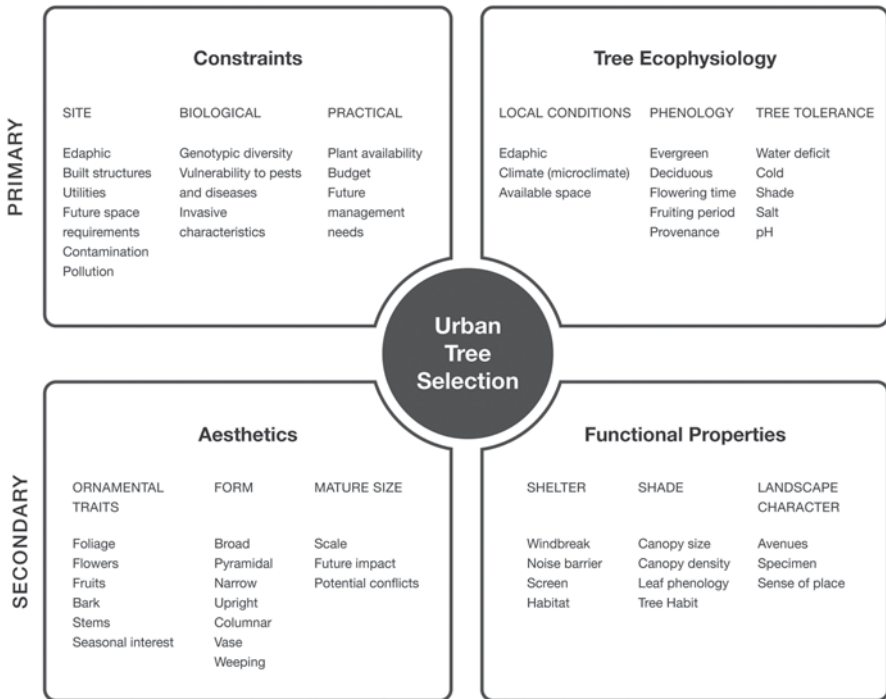 PRIMARY
Constraints
SITE
Edaphic
Built structures
Utilities
Future space
requirements
Contamination
Pollution
BIOLOGICAL
Genotypic diversity
Vulnerability to pests
and diseases
Invasive
characteristics
PRACTICAL
Plant availability
Budget
Future
management
needs
Tree Ecophysiology
LOCAL CONDITIONS
Edaphic
Climate (microclimate)
Available space
PHENOLOGY
Evergreen
Deciduous
Flowering time
Fruiting period
Provenance
TREE TOLERANCE
Water deficit
Cold
Shade
Salt
pH
Urban
Tree
Selection
SECONDARY
Aesthetics
ORNAMENTAL
TRAITS
Foliage
Flowers
Fruits
Bark
Stems
Seasonal interest
FORM
Broad
Pyramidal
Narrow
Upright
Columnar
Vase
Weeping
MATURE SIZE
Scale
Future impact
Potential conflicts
Functional Properties
SHELTER
Windbreak
Noise barrier
Screen
Habitat
SHADE
Canopy size
Canopy density
Leaf phenology
Tree Habit
LANDSCAPE
CHARACTER
Avenues
Specimen
Sense of place